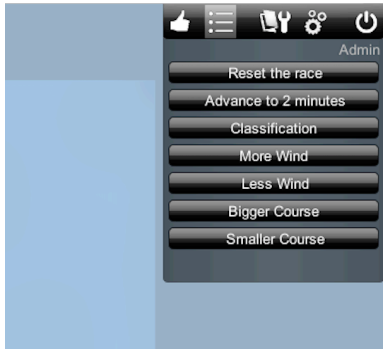 Admin
Reset the race
Advance to 2 minutes
Classification
More Wind
Less Wind
Bigger Course
Smaller Course